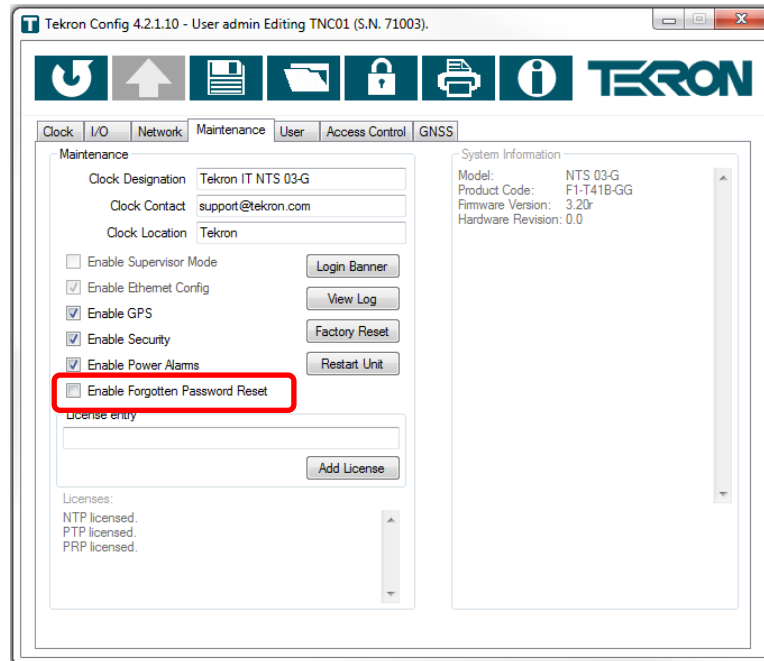 Tekron Config 4.2.1.10 - User admin Editing TNC01 (S.N. 71003).
TEKRON
Clock I/O Network Maintenance User Access Control GNSS
Maintenance
Clock Designation Tekron IT NTS 03-G
Clock Contact support@tekron.com
Clock Location Tekron
Enable Supervisor Mode
Login Banner
Enable Ethernet Config
View Log
Enable GPS
Enable Security
Factory Reset
Enable Power Alarms
Restart Unit
Enable Forgotten Password Reset
License entry
Add License
Licenses:
NTP licensed.
PTP licensed.
PRP licensed.
System Information
Model: NTS 03-G
Product Code: F1-T41B-GG
Firmware Version: 3.20r
Hardware Revision: 0.0